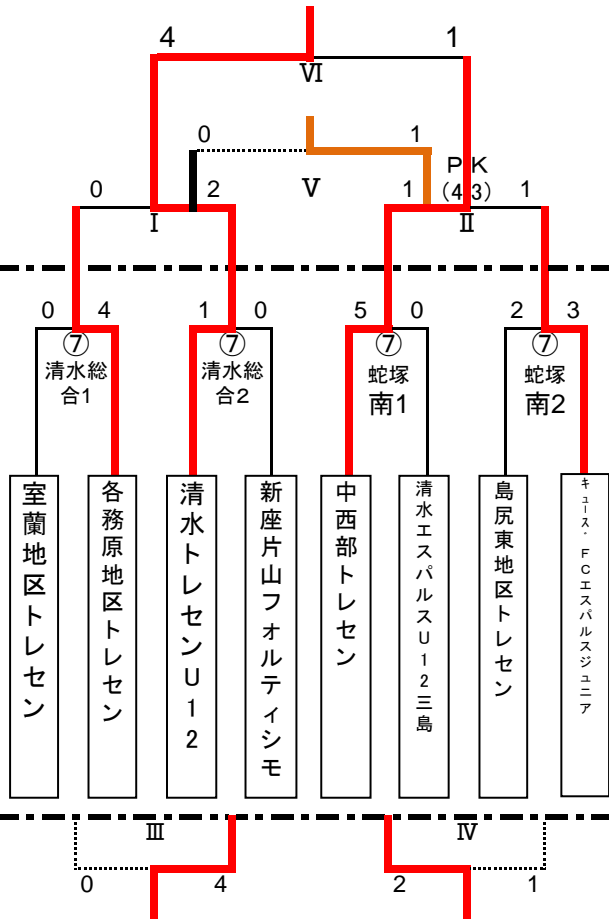 4 1
Ⅵ
0 1
ＰＫ
0 2 Ⅴ 1 (4 3) 1
Ⅰ Ⅱ
0 4 1 0 5 0 2 3
⑦ ⑦ ⑦ ⑦
清水総
合1
清水総
合2
蛇塚
南1
蛇塚
南2
室蘭地区トレセン
各務原地区トレセン
清水トレセンＵ１２
新座片山フォルティシモ
中西部トレセン
清水エスパルスＵ１２三島
島尻東地区トレセン
キュース・ＦＣエスパルスジュニア
Ⅲ Ⅳ
0 4 2 1